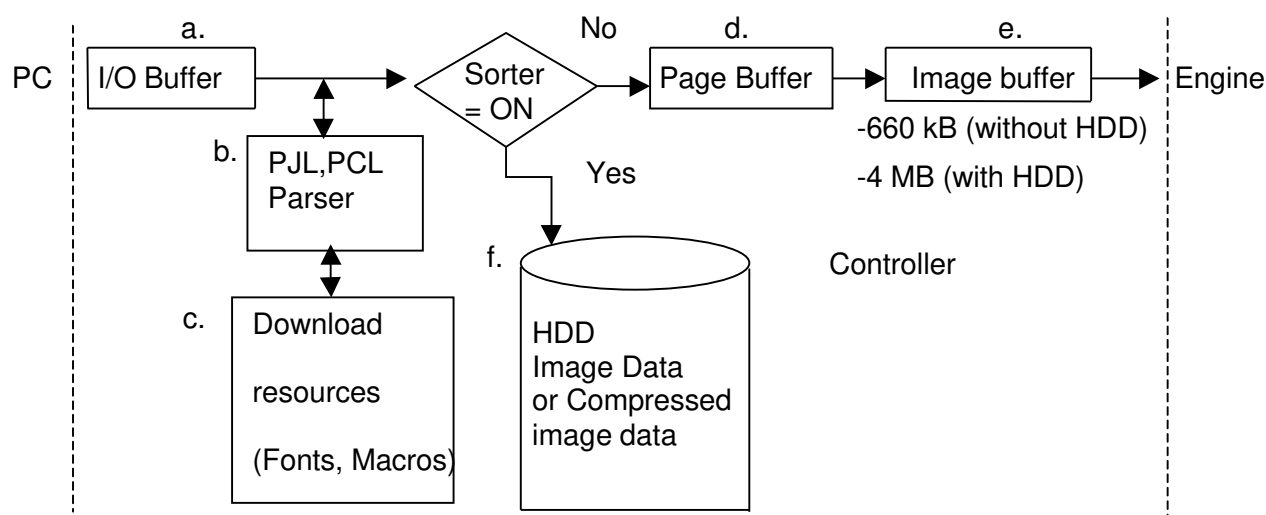 a.
No
d.
e.
PC
I/O Buffer
Sorter
= ON
Page Buffer
Image buffer
Engine
-660 kB (without HDD)
b.
PJL,PCL
Parser
Yes
-4 MB (with HDD)
f.
Controller
c.
Download
resources
(Fonts, Macros)
HDD
Image Data
or Compressed
image data